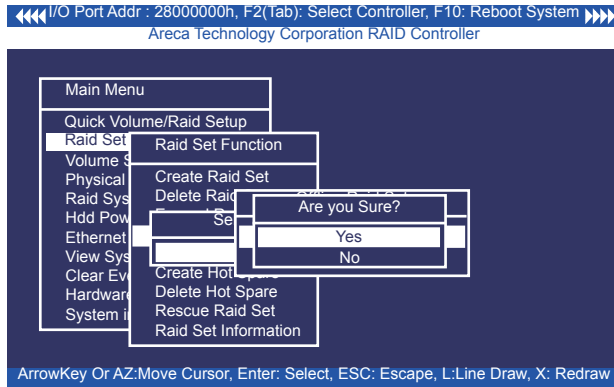 I/O Port Addr : 28000000h, F2(Tab): Select Controller, F10: Reboot System
Areca Technology Corporation RAID Controller
Main Menu
Quick Volume/Raid Setup
Raid Set
Volume
Physical
Raid Sys
Hdd Pow
Ethernet
View Sys
Clear Ev
Hardware
System i
Raid Set Function
Create Raid Set
Delete Raid
Se
Create Hot Spare
Delete Hot Spare
Rescue Raid Set
Raid Set Information
Are you Sure?
Yes
No
ArrowKey Or AZ:Move Cursor, Enter: Select, ESC: Escape, L:Line Draw, X: Redraw